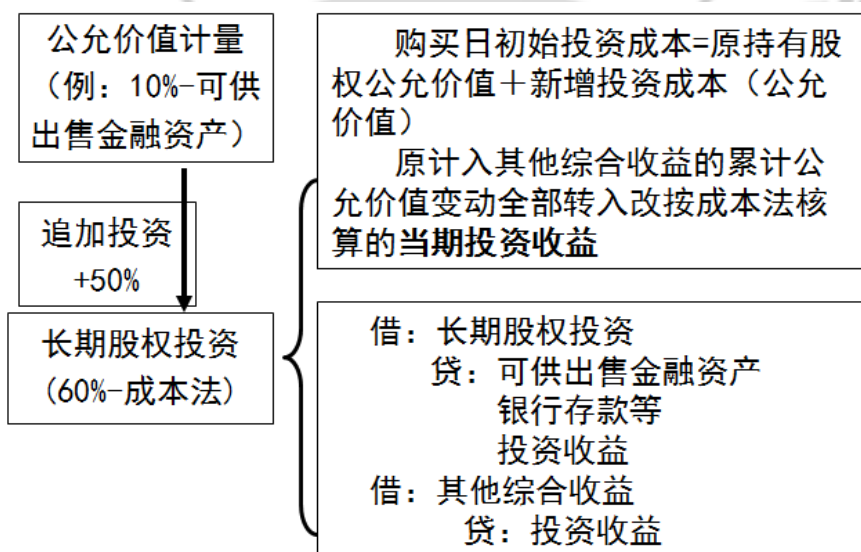 公允价值计量
（例：10%-可供
出售金融资产）
追加投资
+50%
长期股权投资
(60%-成本法)
购买日初始投资成本=原持有股
权公允价值＋新增投资成本（公允
价值）
原计入其他综合收益的累计公
允价值变动全部转入改按成本法核
算的当期投资收益
借：长期股权投资
贷：可供出售金融资产
银行存款等
投资收益
借：其他综合收益
贷：投资收益